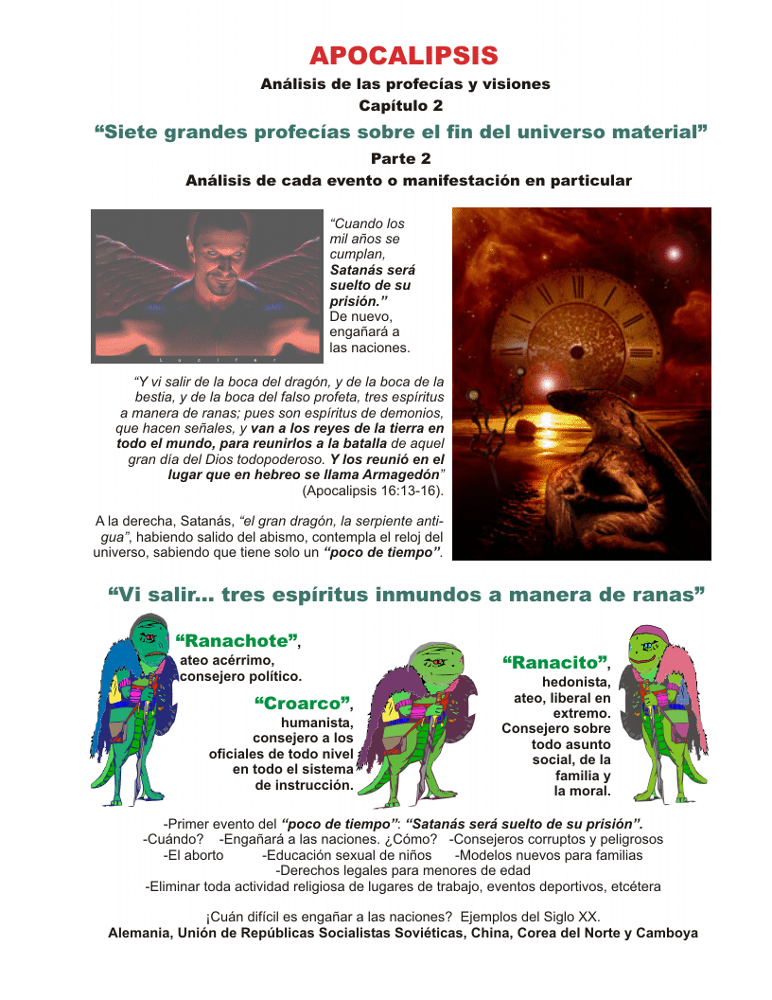 APOCALIPSIS
Análisis de las profecías y visiones
Capítulo 2
“Siete grandes profecías sobre el fin del universo material”
Parte 2
Análisis de cada evento o manifestación en particular
“Cuando los
mil años se
cumplan,
Satanás será
suelto de su
prisión.”
De nuevo,
engañará a
las naciones.
L u c i f e r
“Y vi salir de la boca del dragón, y de la boca de la
bestia, y de la boca del falso profeta, tres espíritus
a manera de ranas; pues son espíritus de demonios,
que hacen señales, y van a los reyes de la tierra en
todo el mundo, para reunirlos a la batalla de aquel
gran día del Dios todopoderoso. Y los reunió en el
lugar que en hebreo se llama Armagedón”
(Apocalipsis 16:13-16).
A la derecha, Satanás, “el gran dragón, la serpiente anti-
gua”, habiendo salido del abismo, contempla el reloj del
universo, sabiendo que tiene solo un “poco de tiempo”.
“Vi salir... tres espíritus inmundos a manera de ranas”
“Ranachote”,
ateo acérrimo,
consejero político.
“Croarco”,
humanista,
consejero a los
oficiales de todo nivel
en todo el sistema
de instrucción.
“Ranacito”,
hedonista,
ateo, liberal en
extremo.
Consejero sobre
todo asunto
social, de la
familia y
la moral.
-Primer evento del “poco de tiempo”: “Satanás será suelto de su prisión”.
-Cuándo? -Engañará a las naciones. ¿Cómo? -Consejeros corruptos y peligrosos
-El aborto -Educación sexual de niños -Modelos nuevos para familias
-Derechos legales para menores de edad
-Eliminar toda actividad religiosa de lugares de trabajo, eventos deportivos, etcétera
¡Cuán difícil es engañar a las naciones? Ejemplos del Siglo XX.
Alemania, Unión de Repúblicas Socialistas Soviéticas, China, Corea del Norte y Camboya